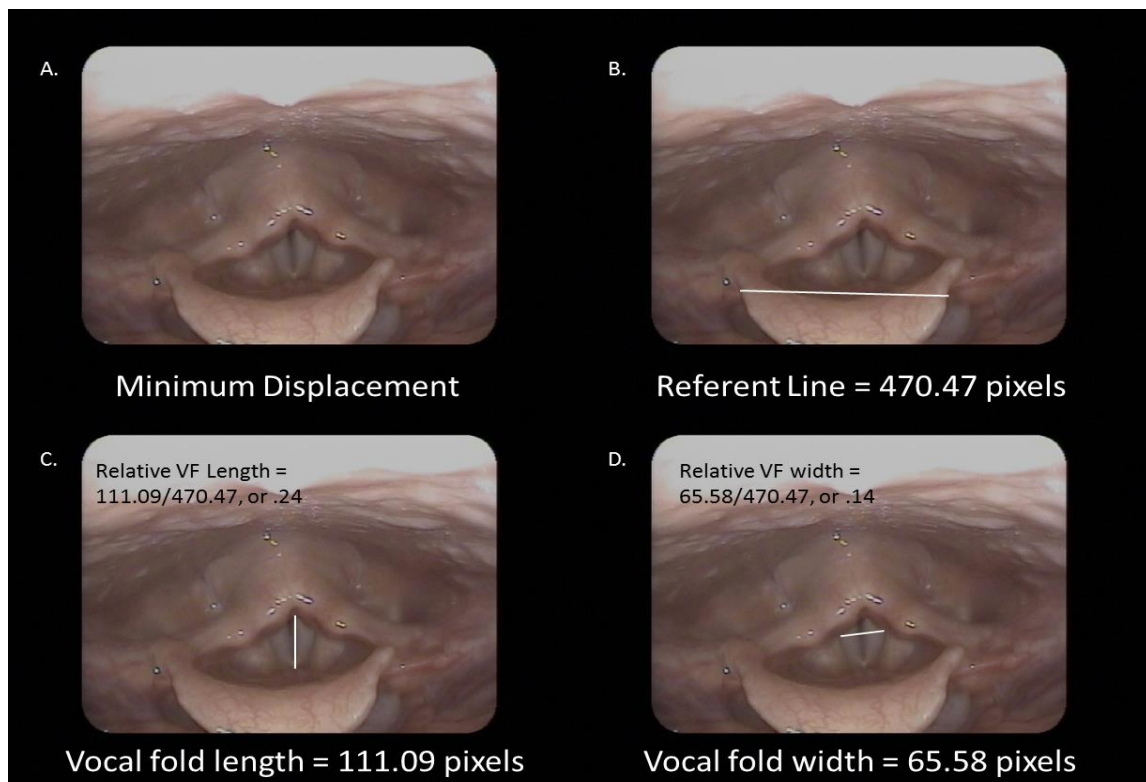 A.
B.
Minimum Displacement
Referent Line = 470.47 pixels
C.
Relative VF Length =
111.09/470.47, or .24
D.
Relative VF width =
65.58/470.47, or .14
Vocal fold length = 111.09 pixels
Vocal fold width = 65.58 pixels